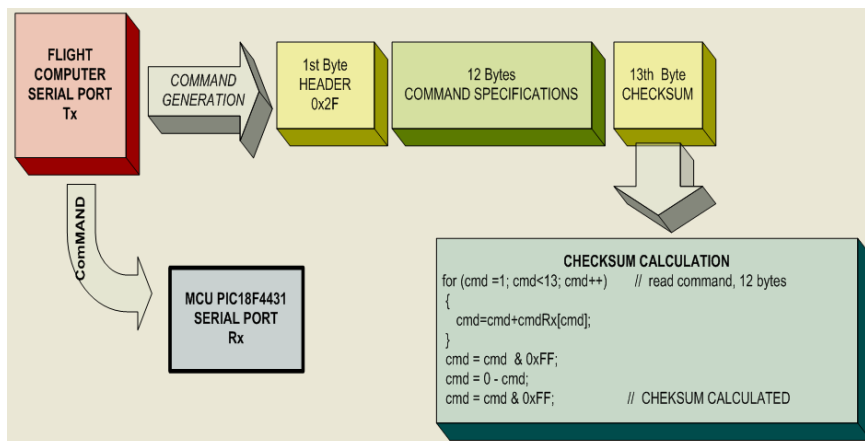 FLIGHT
COMPUTER
SERIAL PORT
Tx
COMMAND
GENERATION
1st Byte
HEADER
0x2F
12 Bytes
COMMAND SPECIFICATIONS
13th Byte
CHECKSUM
ComMAND
MCU PIC18F4431
SERIAL PORT
Rx
CHECKSUM CALCULATION
for (cmd =1; cmd<13; cmd++) // read command, 12 bytes
{
cmd=cmd+cmdRx[cmd];
}
cmd = cmd & 0xFF;
cmd = 0 - cmd;
cmd = cmd & 0xFF; // CHEKSUM CALCULATED